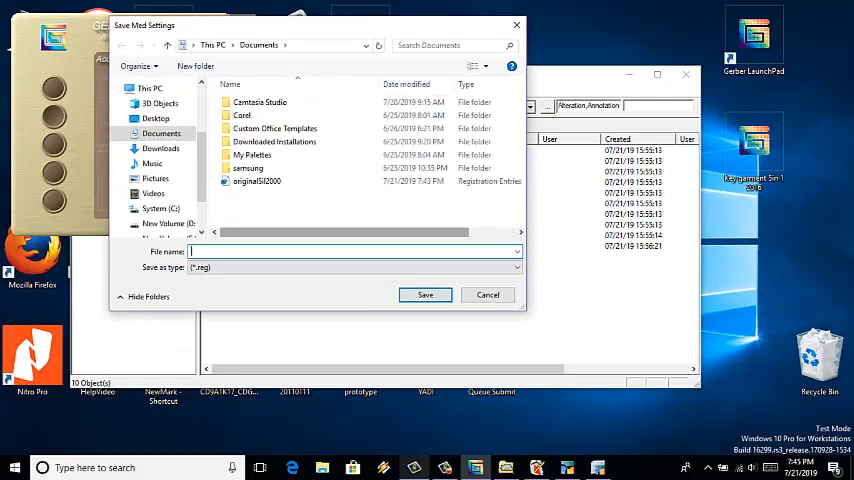 Save Med Settings
This PC
Documents
Search Documents
Organize
New folder
This PC
3D Objects
Desktop
Documents
Downloads
Music
Pictures
Videos
System (C:)
New Volume (D:
Name
Date modified
Type
Camtasia Studio
7/20/2019 9:15 AM
File folder
Corel
6/25/2019 8:01 AM
File folder
Custom Office Templates
6/26/2019 6:21 PM
File folder
Downloaded Installations
6/25/2019 9:20 PM
File folder
My Palettes
6/25/2019 8:04 AM
File folder
samsung
6/25/2019 10:35 PM
File folder
originalSil2000
7/21/2019 7:43 PM
Registration Entries
File name:
Save as type:
(*.reg)
Hide Folders
Save
Cancel
Alteration,Annotation
User
Created
User
07/21/19 15:55:13
07/21/19 15:55:13
07/21/19 15:55:13
07/21/19 15:55:13
07/21/19 15:55:13
07/21/19 15:55:13
07/21/19 15:55:13
07/21/19 15:55:14
07/21/19 15:56:21
10 Object(s)
Gerber LaunchPad
Key garment 5in 1
2016
Mozilla Firefox
Nitro Pro
HelpVideo
NewMark -
Shortcut
CD9A1K17_CDG...
20110111
prototype
YADI
Queue Submit
Recycle Bin
Test Mode
Windows 10 Pro for Workstations
Build 16299.rs3_release.170928-1534
Type here to search
7:45 PM
7/21/2019